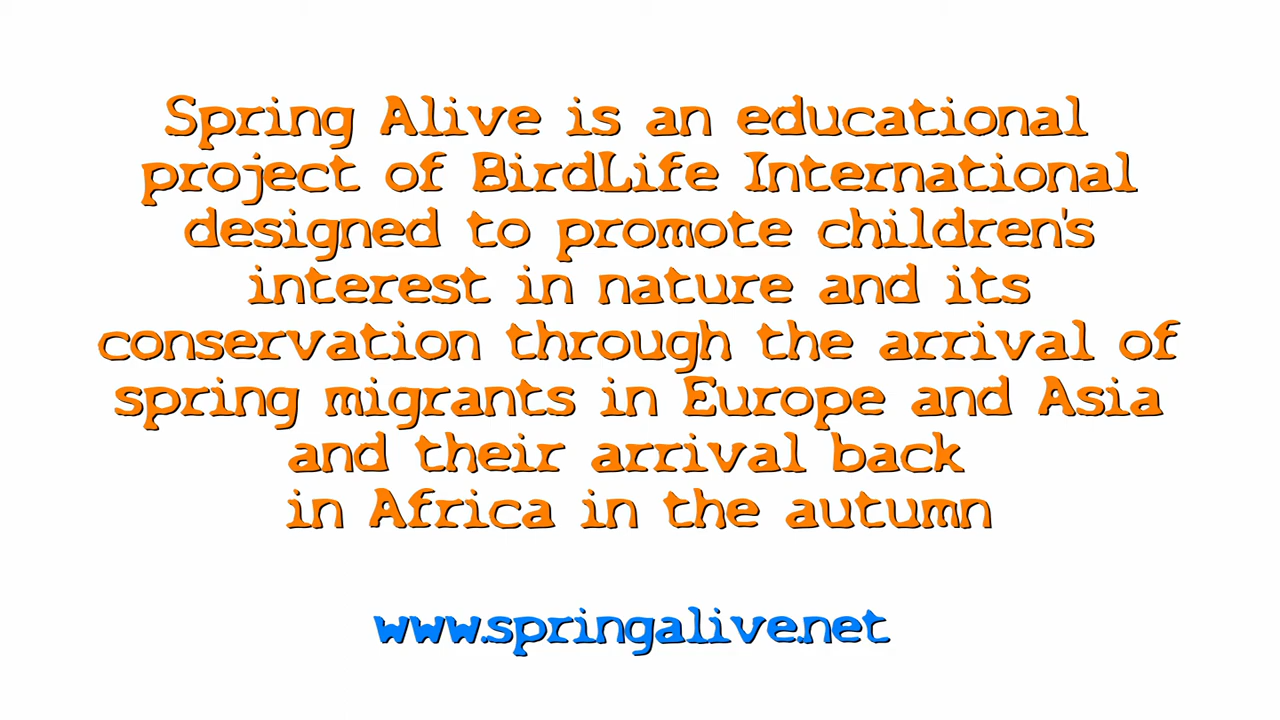 Spring Alive is an educational
project of BirdLife International
designed to promote children's
interest in nature and its
conservation through the arrival of
spring migrants in Europe and Asia
and their arrival back
in Africa in the autumn
www.springalive.net